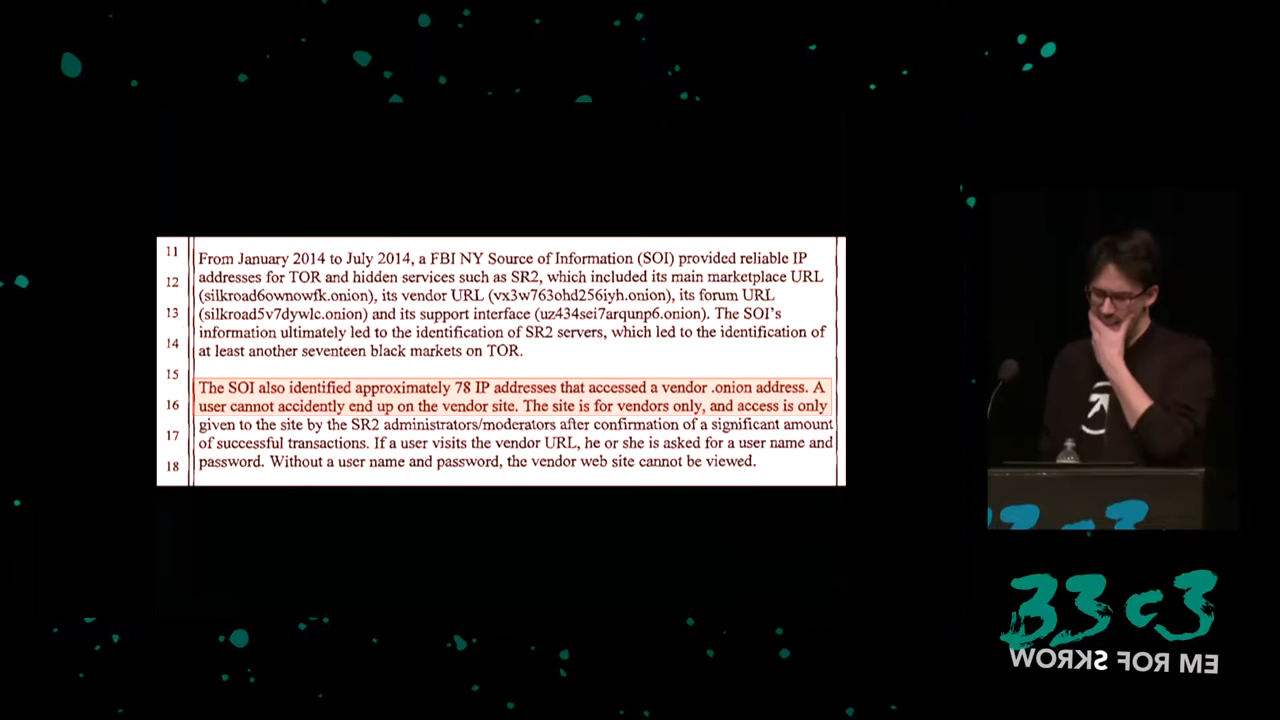 11
From January 2014 to July 2014, a FBI NY Source of Information (SOI) provided reliable IP
12
addresses for TOR and hidden services such as SR2, which included its main marketplace URL
(silkroad6ownowfk.onion), its vendor URL (vx3w763ohd256iyh.onion), its forum URL
13
(silkroad5v7dywlc.onion) and its support interface (uz434sei7arqunp6.onion). The SOI's
information ultimately led to the identification of SR2 servers, which led to the identification of
14
at least another seventeen black markets on TOR.
15
The SOI also identified approximately 78 IP addresses that accessed a vendor .onion address. A
16
user cannot accidently end up on the vendor site. The site is for vendors only, and access is only
given to the site by the SR2 administrators/moderators after confirmation of a significant amount
17
of successful transactions. If a user visits the vendor URL, he or she is asked for a user name and
18
password. Without a user name and password, the vendor web site cannot be viewed.
33c3
WORKS FOR ME